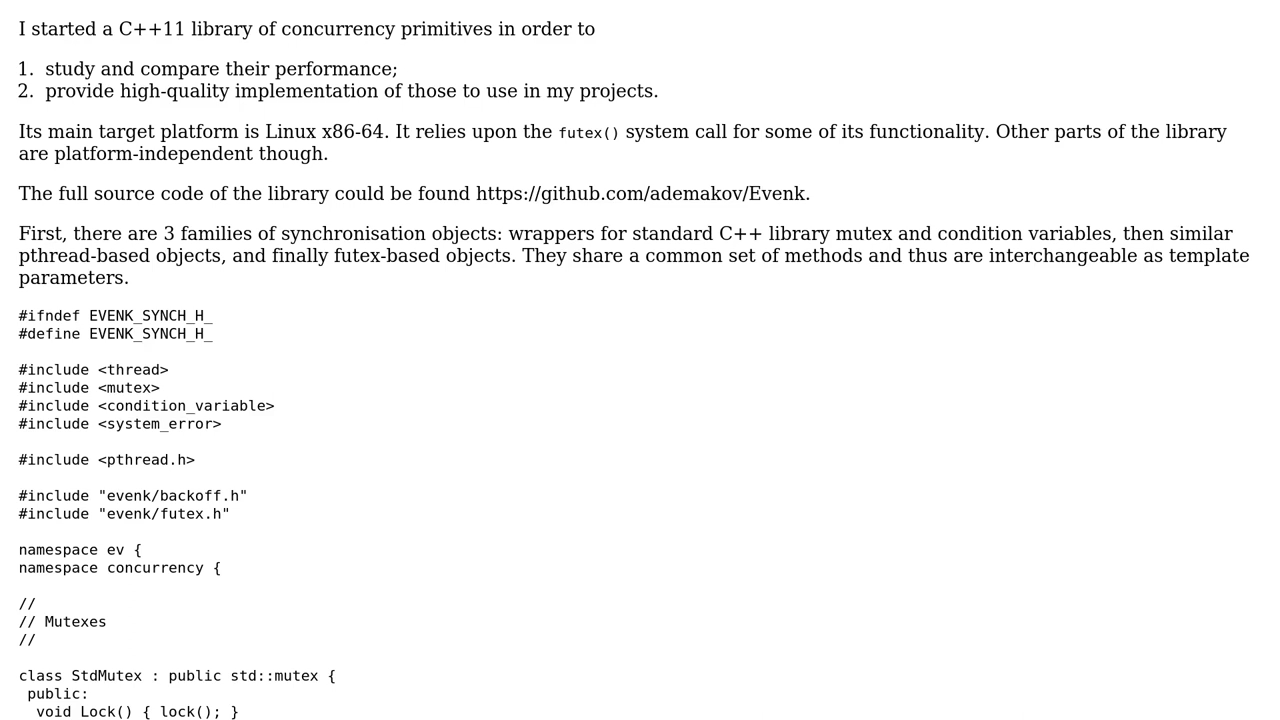 I started a C++11 library of concurrency primitives in order to
1. study and compare their performance;
2. provide high-quality implementation of those to use in my projects.
Its main target platform is Linux x86-64. It relies upon the futex() system call for some of its functionality. Other parts of the library
are platform-independent though.
The full source code of the library could be found https://github.com/ademakov/Evenk.
First, there are 3 families of synchronisation objects: wrappers for standard C++ library mutex and condition variables, then similar
pthread-based objects, and finally futex-based objects. They share a common set of methods and thus are interchangeable as template
parameters.
#ifndef EVENK_SYNCH_H_
#define EVENK_SYNCH_H_
#include <thread>
#include <mutex>
#include <condition_variable>
#include <system_error>
#include <pthread.h>
#include "evenk/backoff.h"
#include "evenk/futex.h"
namespace ev {
namespace concurrency {
//
// Mutexes
//
class StdMutex : public std::mutex {
 public:
  void Lock() { lock(); }